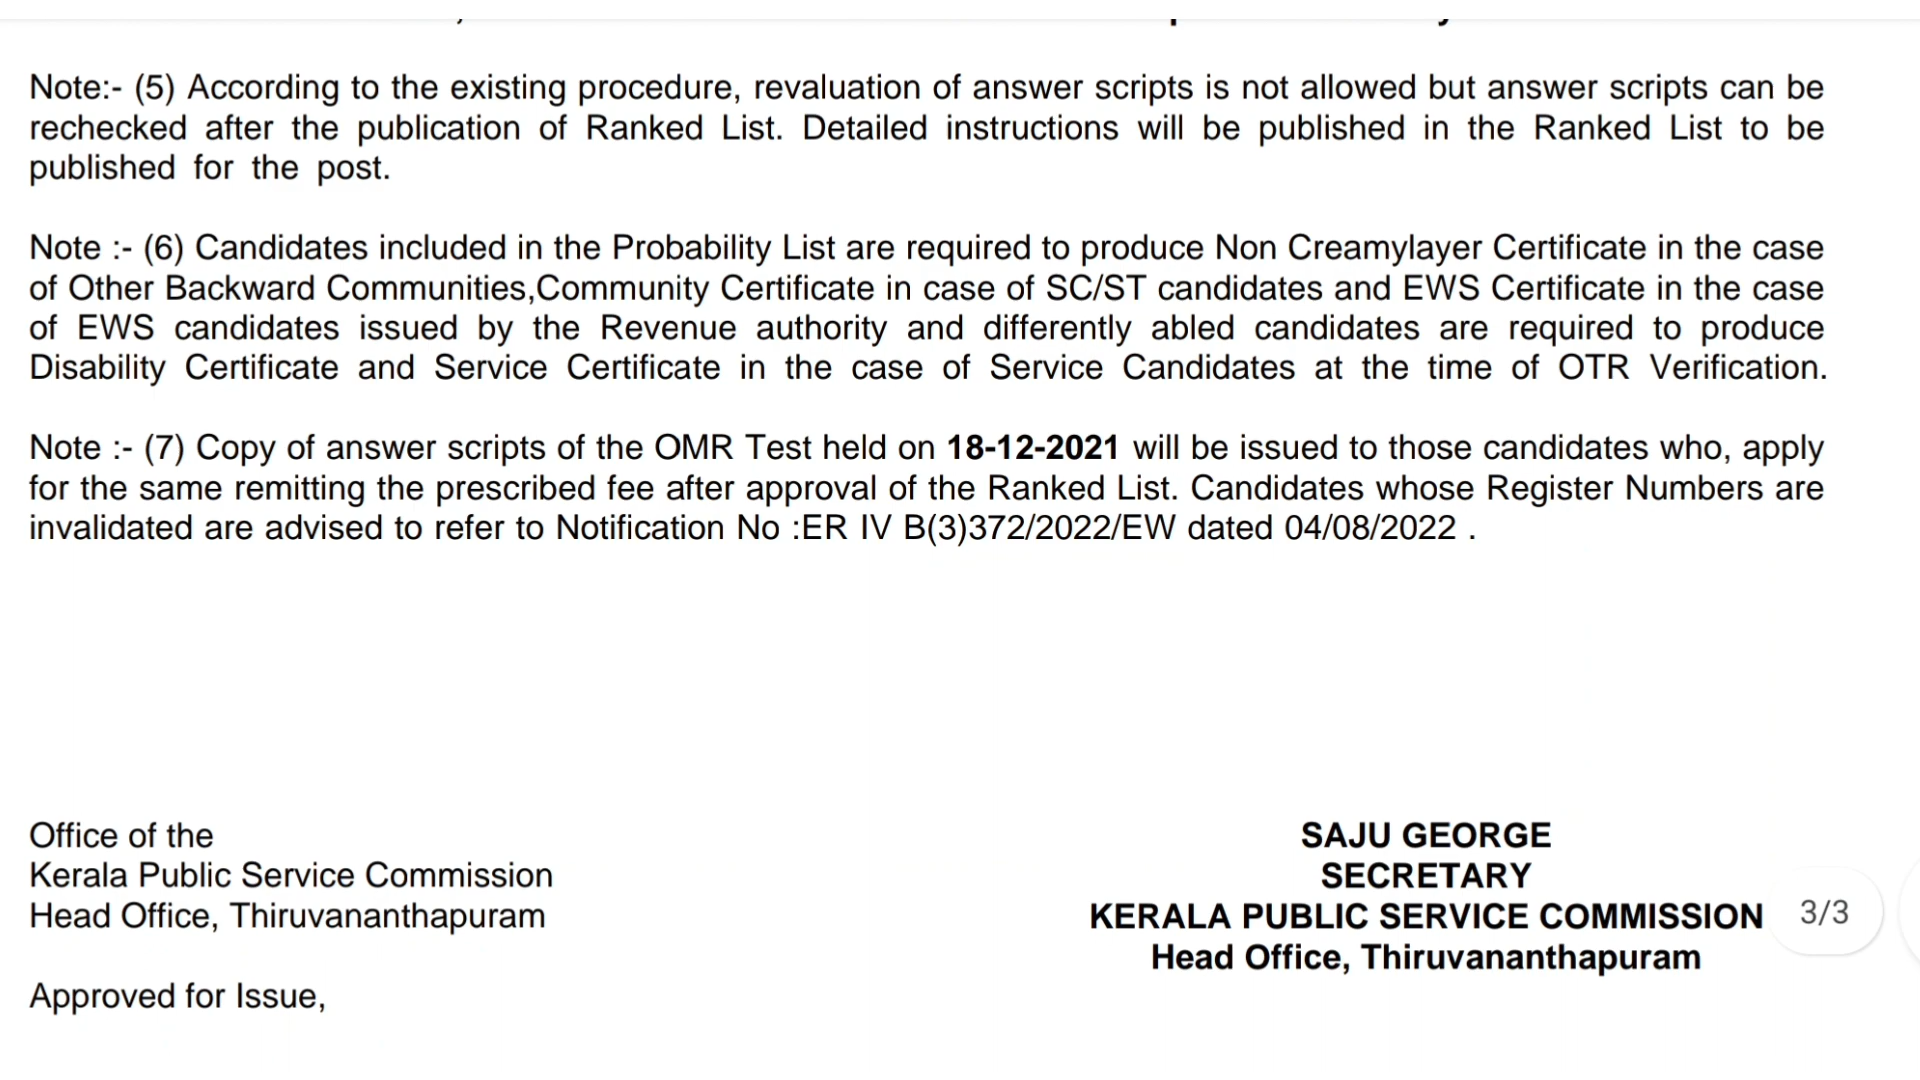 Note:- (5) According to the existing procedure, revaluation of answer scripts is not allowed but answer scripts can be
rechecked after the publication of Ranked List. Detailed instructions will be published in the Ranked List to be
published for the post.
Note :- (6) Candidates included in the Probability List are required to produce Non Creamylayer Certificate in the case
of Other Backward Communities,Community Certificate in case of SC/ST candidates and EWS Certificate in the case
of EWS candidates issued by the Revenue authority and differently abled candidates are required to produce
Disability Certificate and Service Certificate in the case of Service Candidates at the time of OTR Verification.
Note :- (7) Copy of answer scripts of the OMR Test held on 18-12-2021 will be issued to those candidates who, apply
for the same remitting the prescribed fee after approval of the Ranked List. Candidates whose Register Numbers are
invalidated are advised to refer to Notification No :ER IV B(3)372/2022/EW dated 04/08/2022 .
Office of the
Kerala Public Service Commission
Head Office, Thiruvananthapuram
SAJU GEORGE
SECRETARY
KERALA PUBLIC SERVICE COMMISSION
Head Office, Thiruvananthapuram
3/3
Approved for Issue,